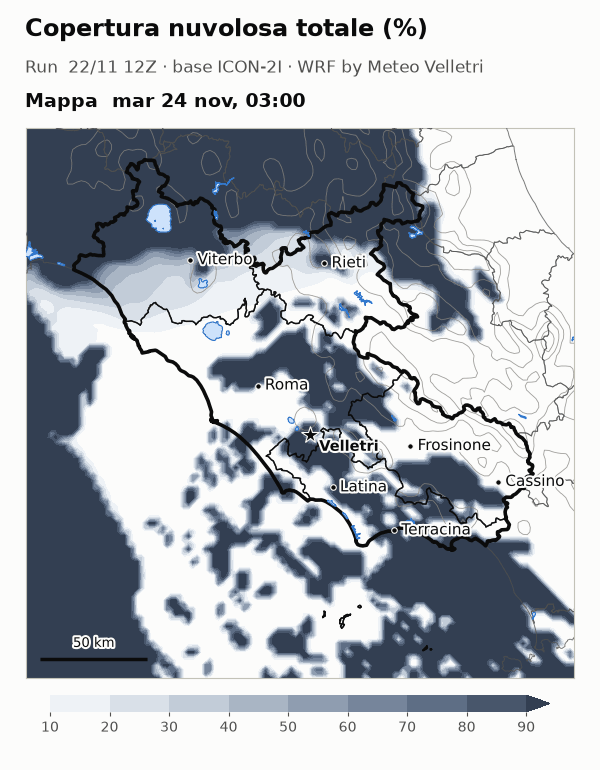 Copertura nuvolosa totale (%)
Run 22/11 12Z · base ICON-2I · WRF by Meteo Velletri
Mappa mar 24 nov, 03:00
Viterbo
Rieti
Roma
Velletri
Frosinone
Latina
Cassino
Terracina
50 km
10 20 30 40 50 60 70 80 90